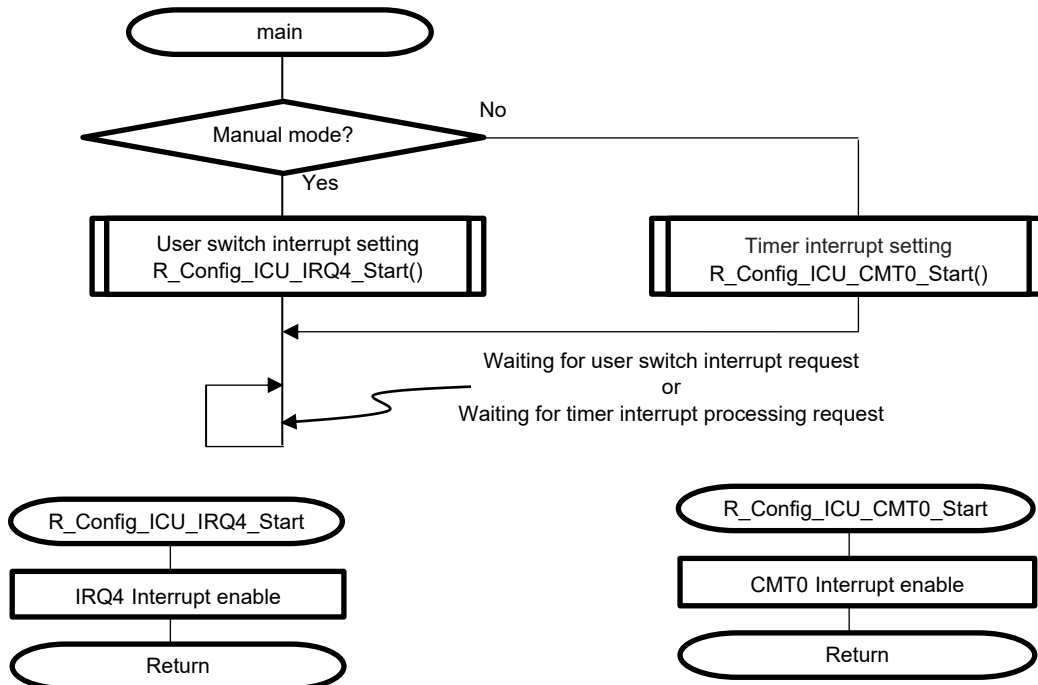 main
Manual mode?
No
Yes
User switch interrupt setting
R_Config_ICU_IRQ4_Start()
Timer interrupt setting
R_Config_ICU_CMT0_Start()
Waiting for user switch interrupt request
or
Waiting for timer interrupt processing request
R_Config_ICU_IRQ4_Start
IRQ4 Interrupt enable
Return
R_Config_ICU_CMT0_Start
CMT0 Interrupt enable
Return